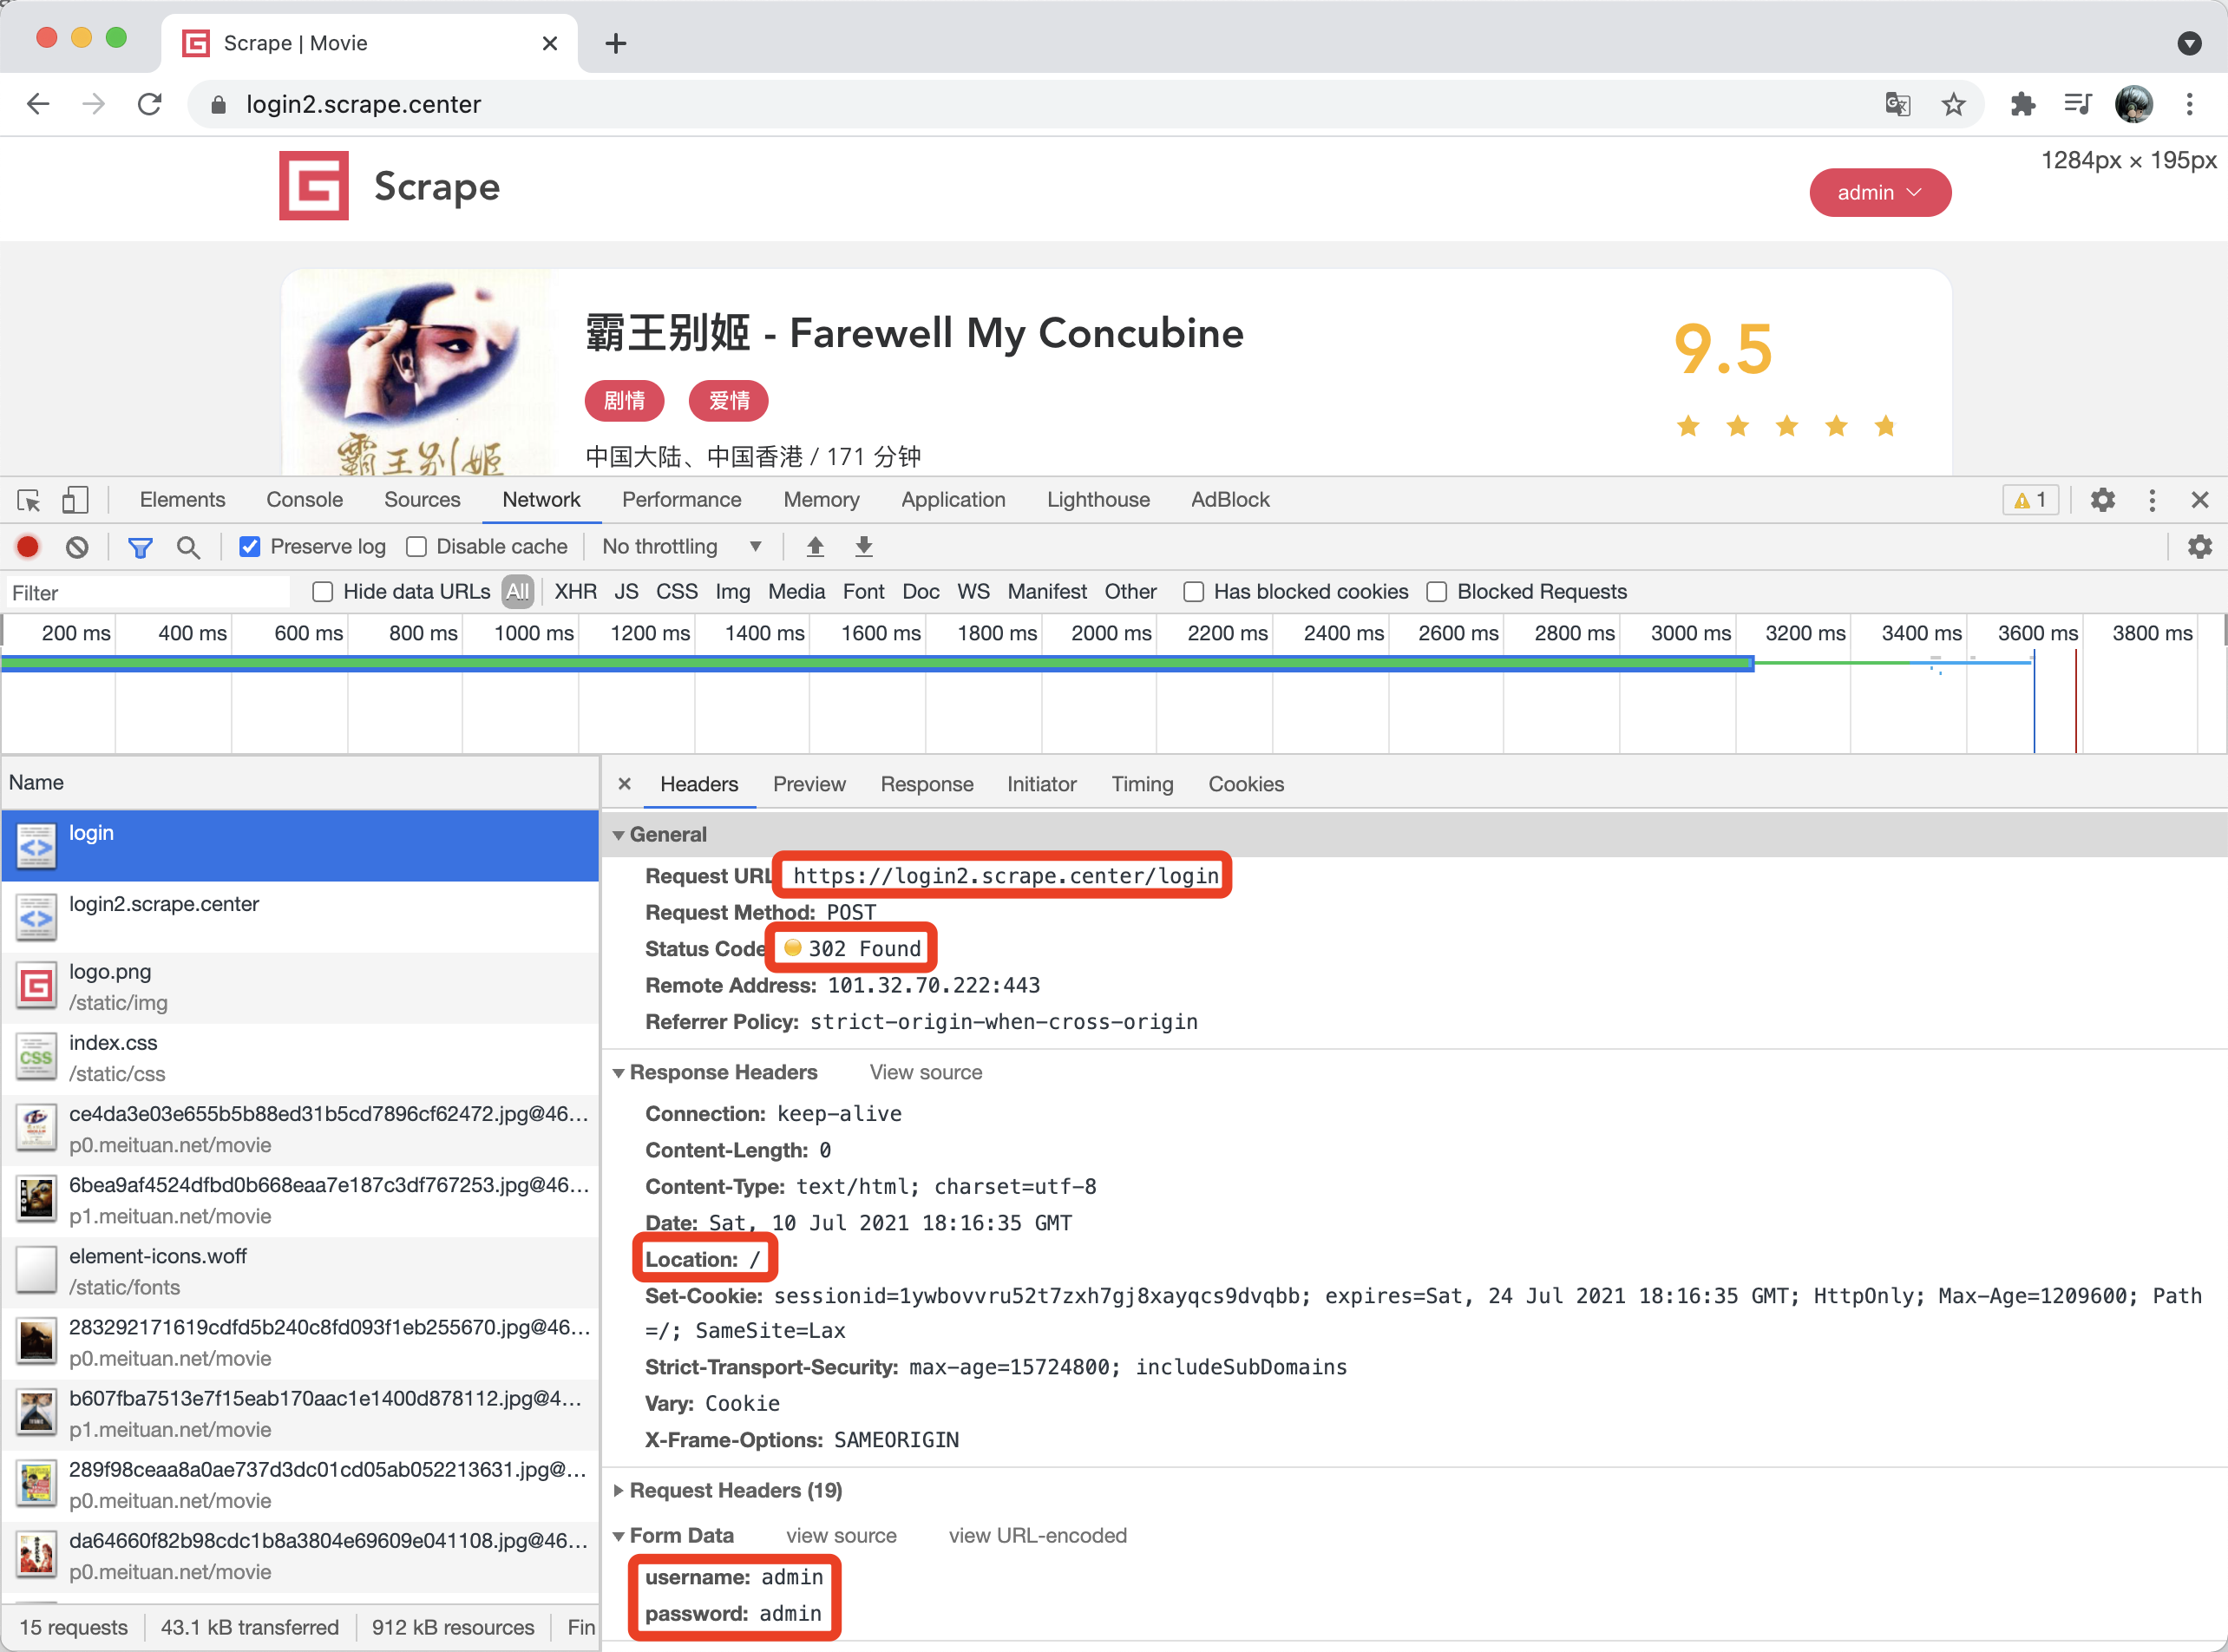 Scrape | Movie
login2.scrape.center
1284px × 195px
Scrape
admin
霸王别姬 - Farewell My Concubine
9.5
剧情 爱情
霸王别姬
中国大陆、中国香港 / 171 分钟
Elements Console Sources Network Performance Memory Application Lighthouse AdBlock 1
Preserve log Disable cache No throttling
Filter Hide data URLs All XHR JS CSS Img Media Font Doc WS Manifest Other Has blocked cookies Blocked Requests
200 ms 400 ms 600 ms 800 ms 1000 ms 1200 ms 1400 ms 1600 ms 1800 ms 2000 ms 2200 ms 2400 ms 2600 ms 2800 ms 3000 ms 3200 ms 3400 ms 3600 ms 3800 ms
Name
login
login2.scrape.center
logo.png
/static/img
index.css
/static/css
ce4da3e03e655b5b88ed31b5cd7896cf62472.jpg@46…
p0.meituan.net/movie
6bea9af4524dfbd0b668eaa7e187c3df767253.jpg@46…
p1.meituan.net/movie
element-icons.woff
/static/fonts
283292171619cdfd5b240c8fd093f1eb255670.jpg@46…
p0.meituan.net/movie
b607fba7513e7f15eab170aac1e1400d878112.jpg@4…
p1.meituan.net/movie
289f98ceaa8a0ae737d3dc01cd05ab052213631.jpg@…
p0.meituan.net/movie
da64660f82b98cdc1b8a3804e69609e041108.jpg@46…
p0.meituan.net/movie
15 requests 43.1 kB transferred 912 kB resources Fin
Headers Preview Response Initiator Timing Cookies
General
Request URL https://login2.scrape.center/login
Request Method: POST
Status Code 302 Found
Remote Address: 101.32.70.222:443
Referrer Policy: strict-origin-when-cross-origin
Response Headers View source
Connection: keep-alive
Content-Length: 0
Content-Type: text/html; charset=utf-8
Date: Sat, 10 Jul 2021 18:16:35 GMT
Location: /
Set-Cookie: sessionid=1ywbovvru52t7zxh7gj8xayqcs9dvqbb; expires=Sat, 24 Jul 2021 18:16:35 GMT; HttpOnly; Max-Age=1209600; Path
=/; SameSite=Lax
Strict-Transport-Security: max-age=15724800; includeSubDomains
Vary: Cookie
X-Frame-Options: SAMEORIGIN
Request Headers (19)
Form Data view source view URL-encoded
username: admin
password: admin